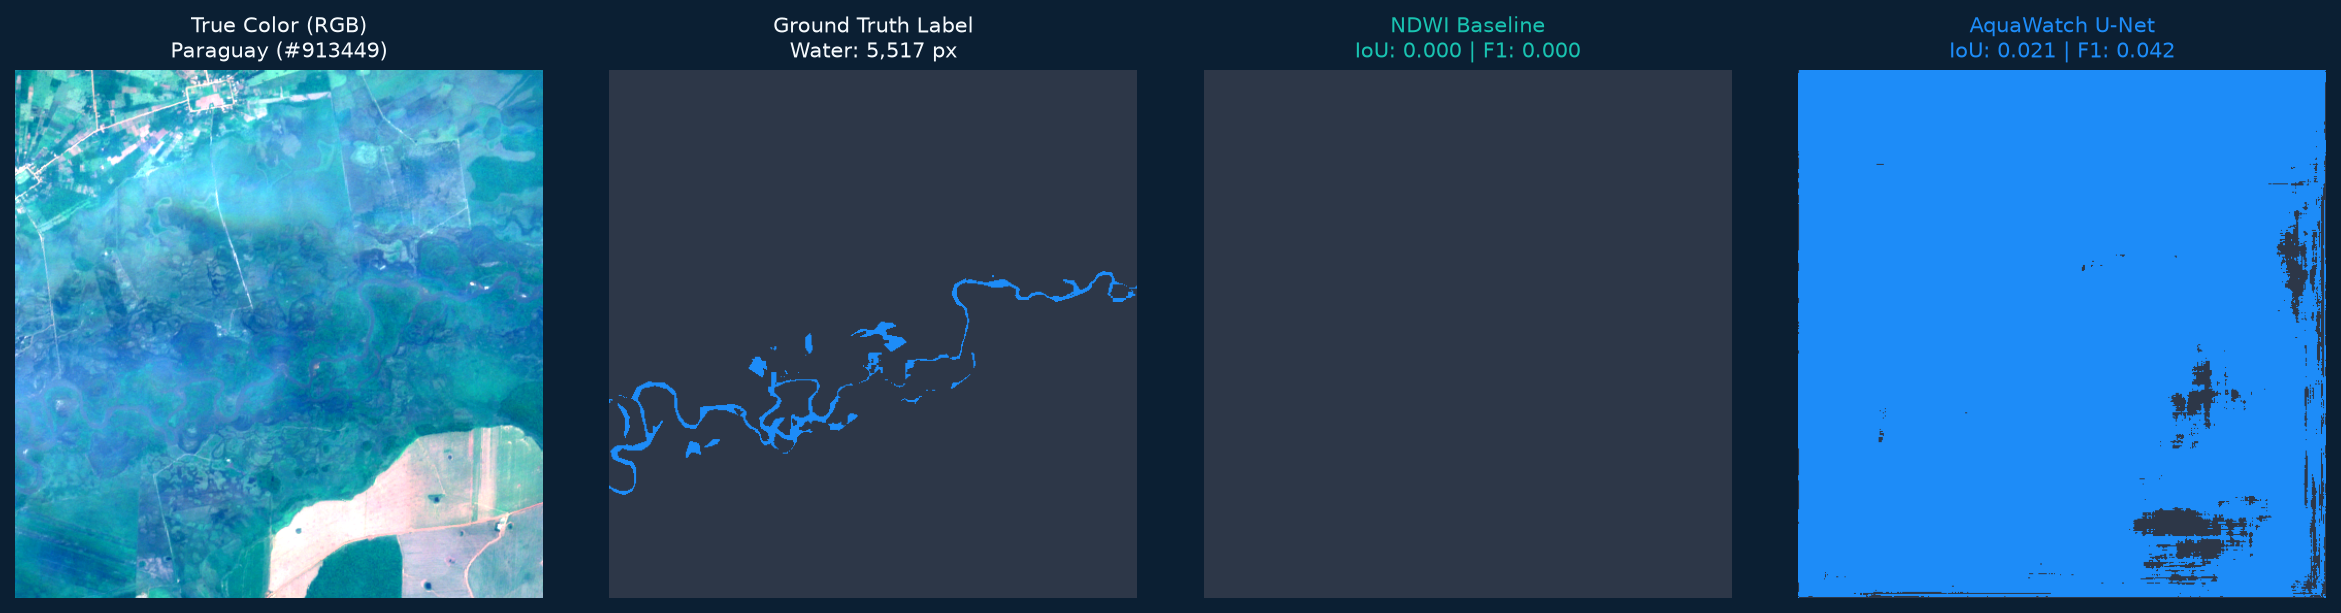 True Color (RGB)
Paraguay (#913449)
Ground Truth Label
Water: 5,517 px
NDWI Baseline
IoU: 0.000 | F1: 0.000
AquaWatch U-Net
IoU: 0.021 | F1: 0.042